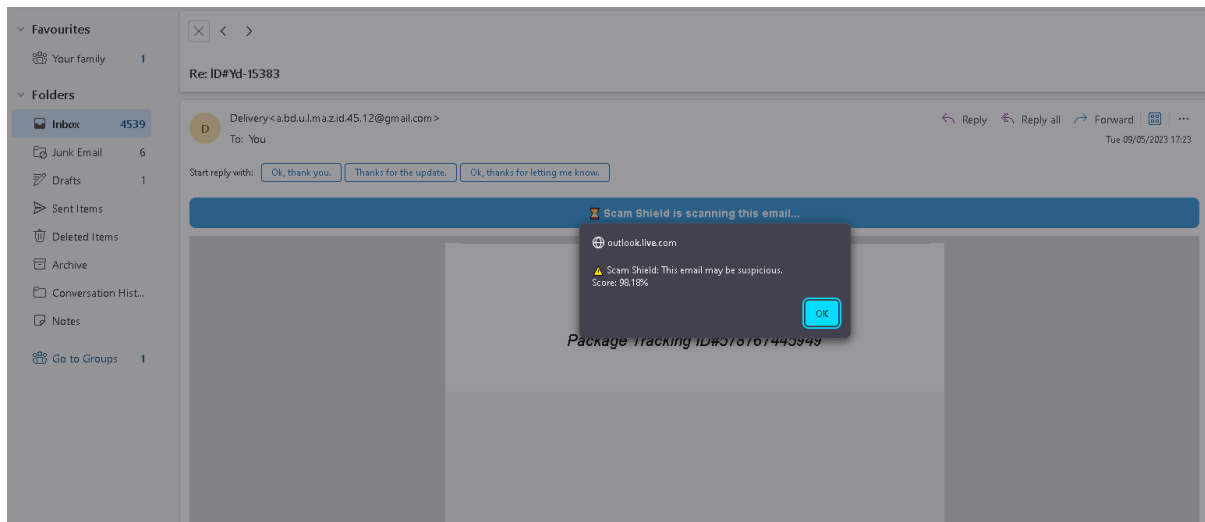 Favourites
Your family 1
Folders
Inbox 4539
Junk Email 6
Drafts 1
Sent Items
Deleted Items
Archive
Conversation Hist...
Notes
Go to Groups 1
Re: ID#Yd-15383
D
Delivery<a.bd.u.l.m.a.z.id.45.12@gmail.com>
To: You
Reply Reply all Forward
Tue 09/05/2023 17:23
Start reply with: Ok, thank you. Thanks for the update. Ok, thanks for letting me know.
Scam Shield is scanning this email...
outlook.live.com
Scam Shield: This email may be suspicious.
Score: 98.18%
OK
Package Tracking ID#578767445949